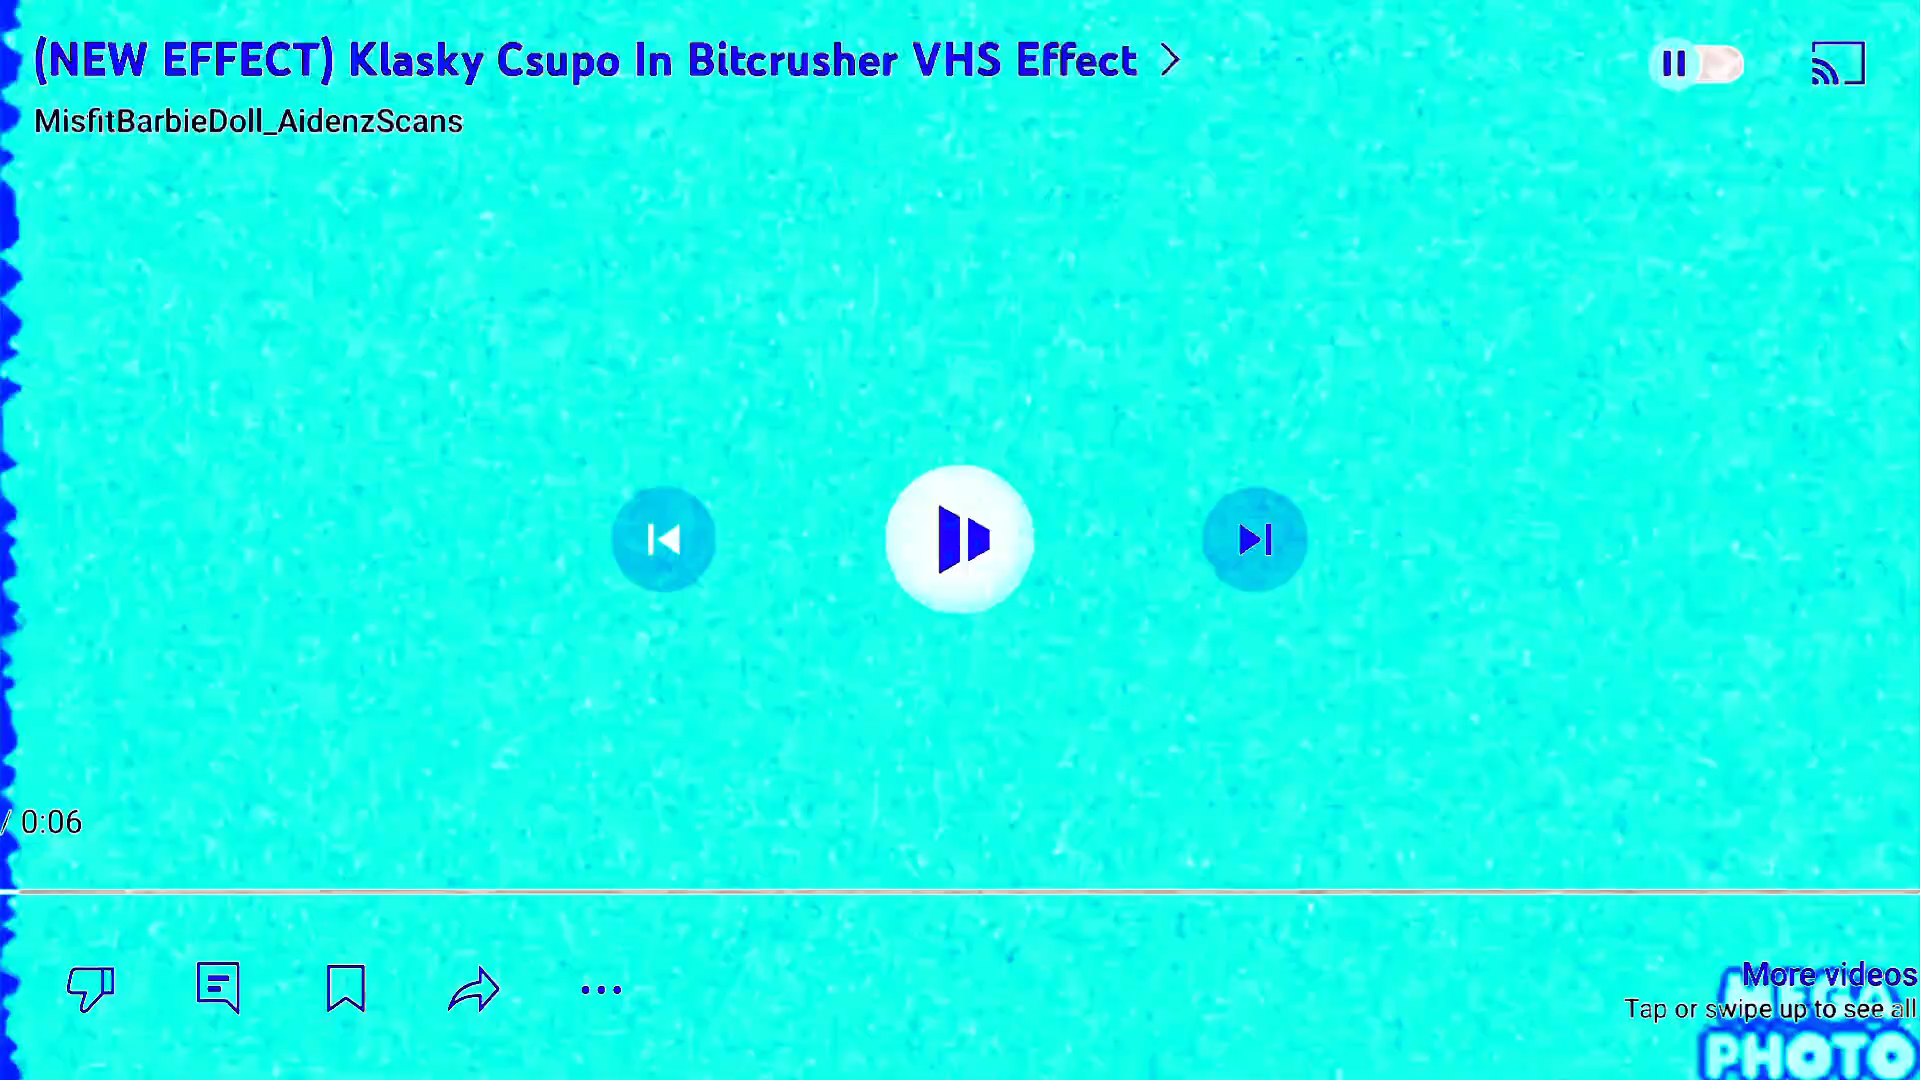 (NEW EFFECT) Klasky Csupo In Bitcrusher VHS Effect
MisfitBarbieDoll_AidenzScans
/ 0:06
More videos
Tap or swipe up to see all
MEGA
PHOTO